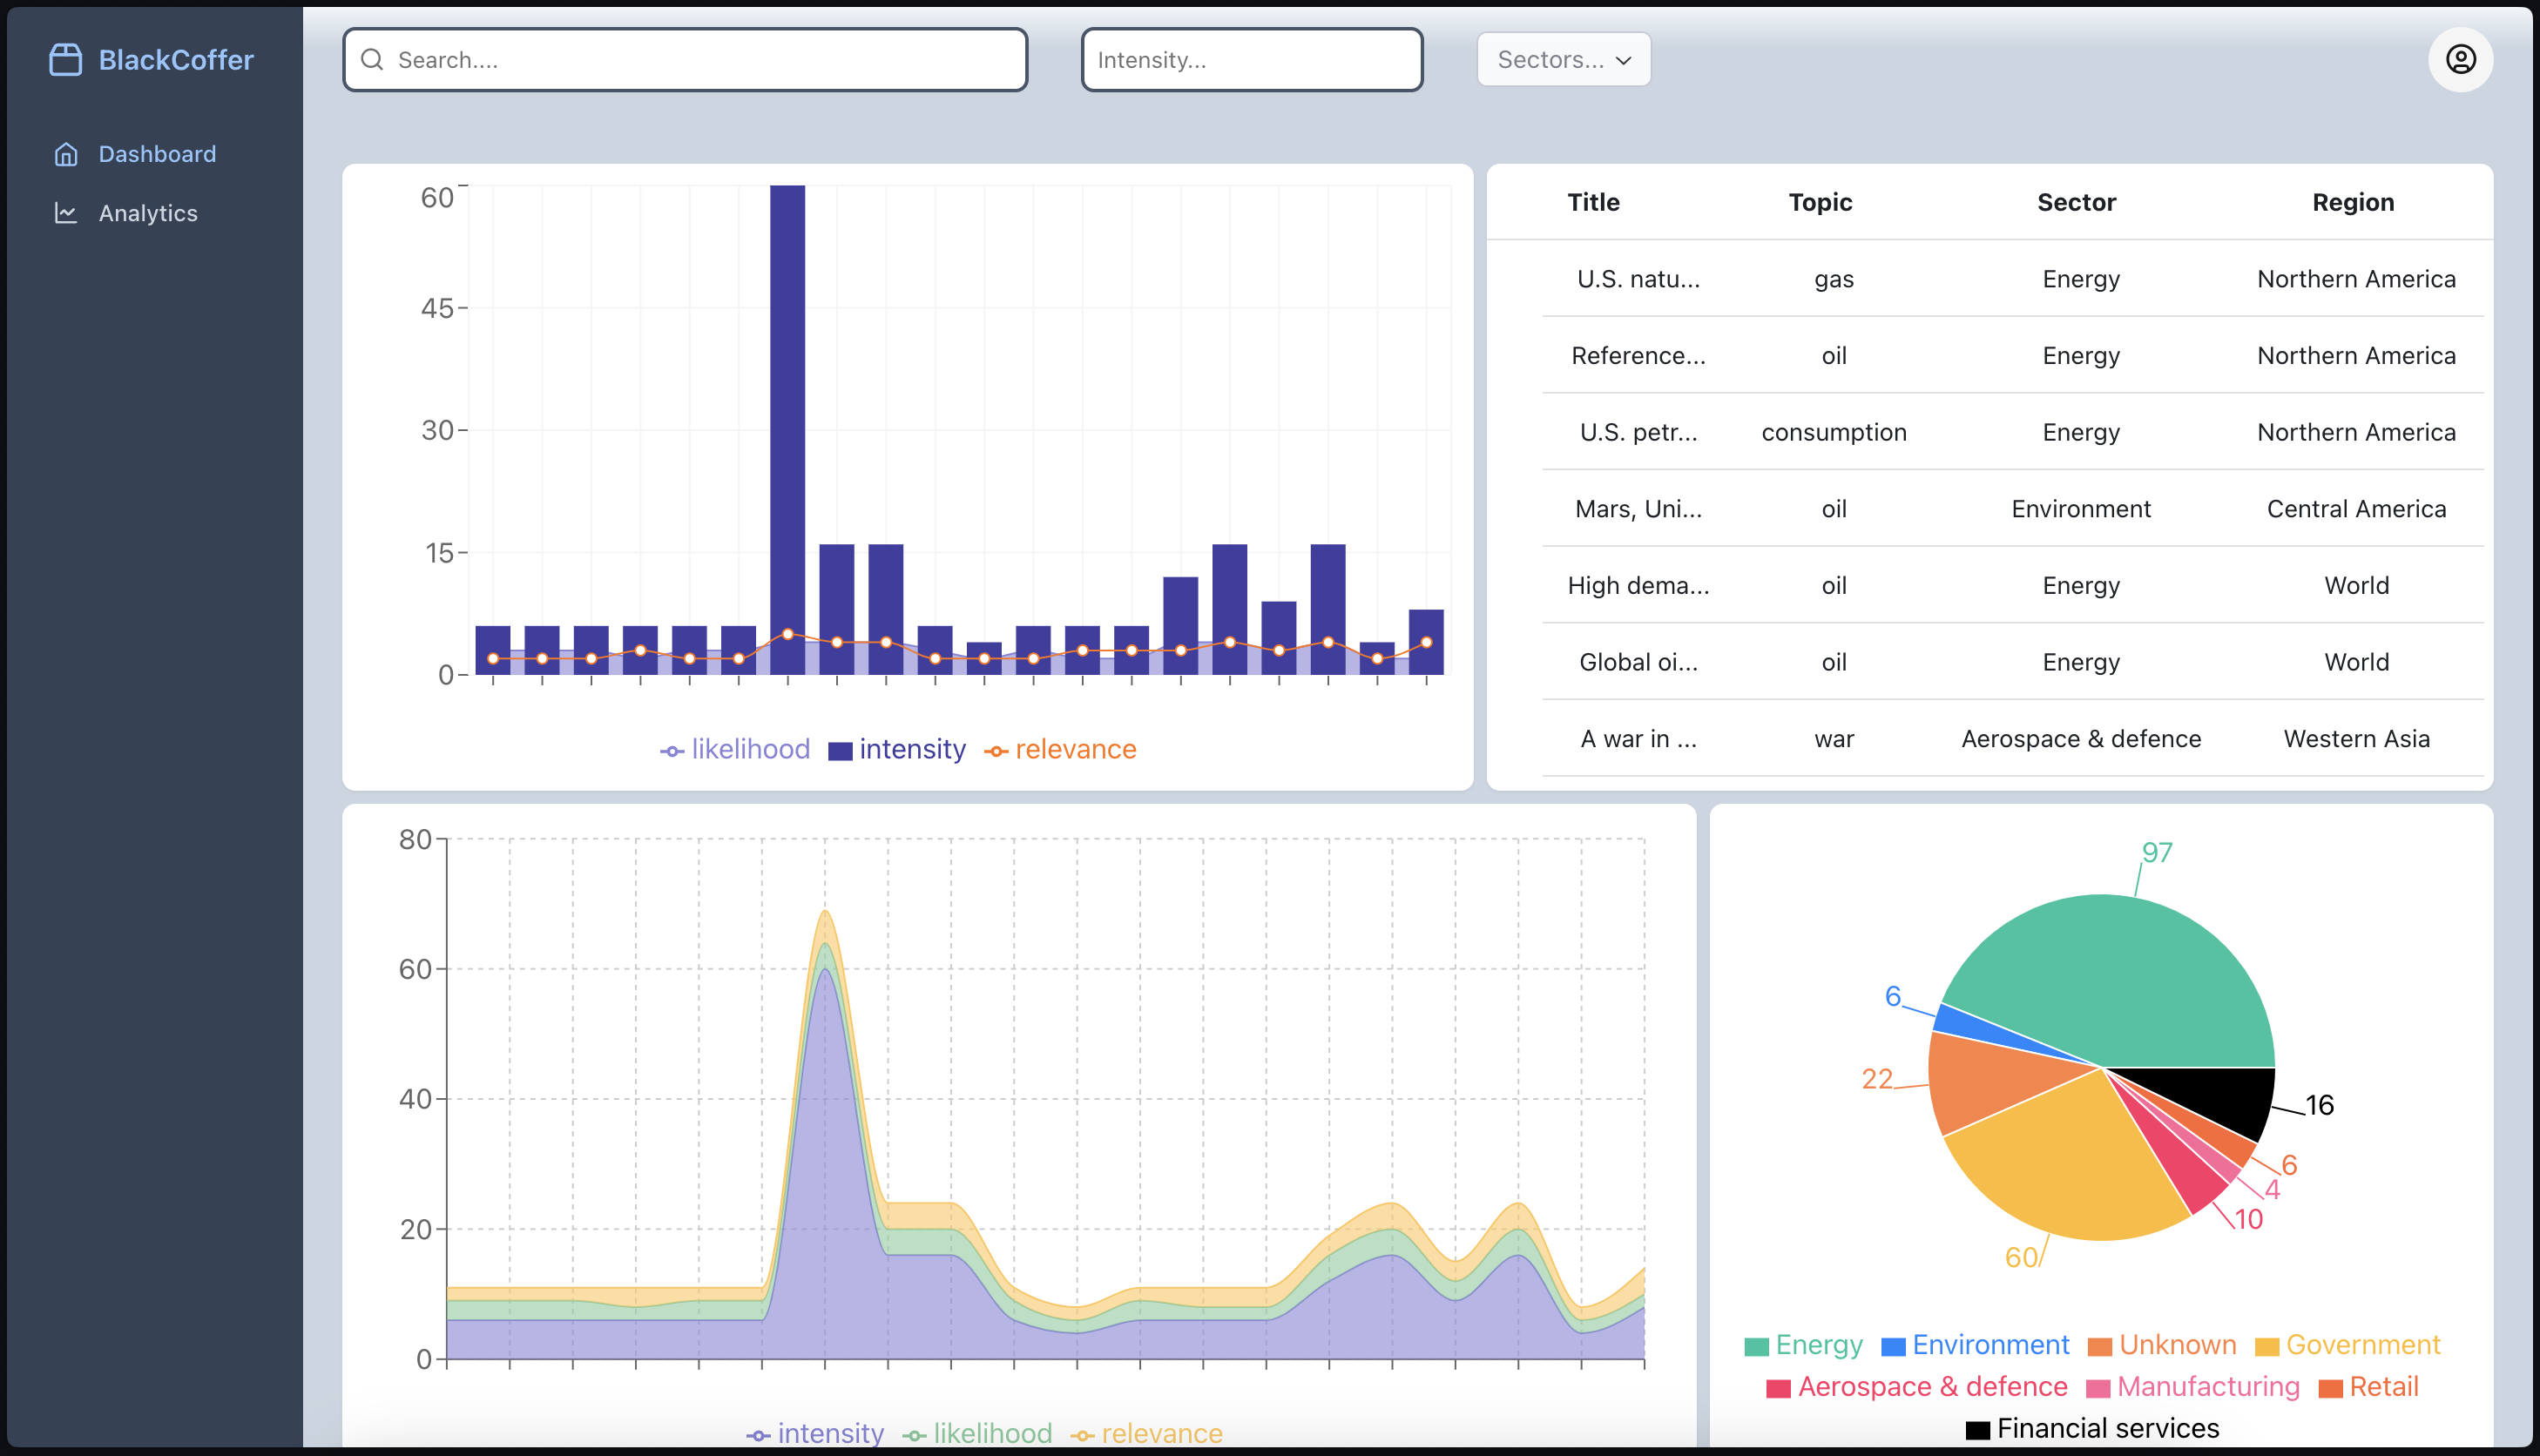 BlackCoffer
Dashboard
Analytics
Search....
Intensity...
Sectors...
60
45
30
15
0
likelihood intensity relevance
Title Topic Sector Region
U.S. natu... gas Energy Northern America
Reference... oil Energy Northern America
U.S. petr... consumption Energy Northern America
Mars, Uni... oil Environment Central America
High dema... oil Energy World
Global oi... oil Energy World
A war in ... war Aerospace & defence Western Asia
80
60
40
20
0
intensity likelihood relevance
97
6
22
16
6
4
10
60
Energy Environment Unknown Government
Aerospace & defence Manufacturing Retail
Financial services